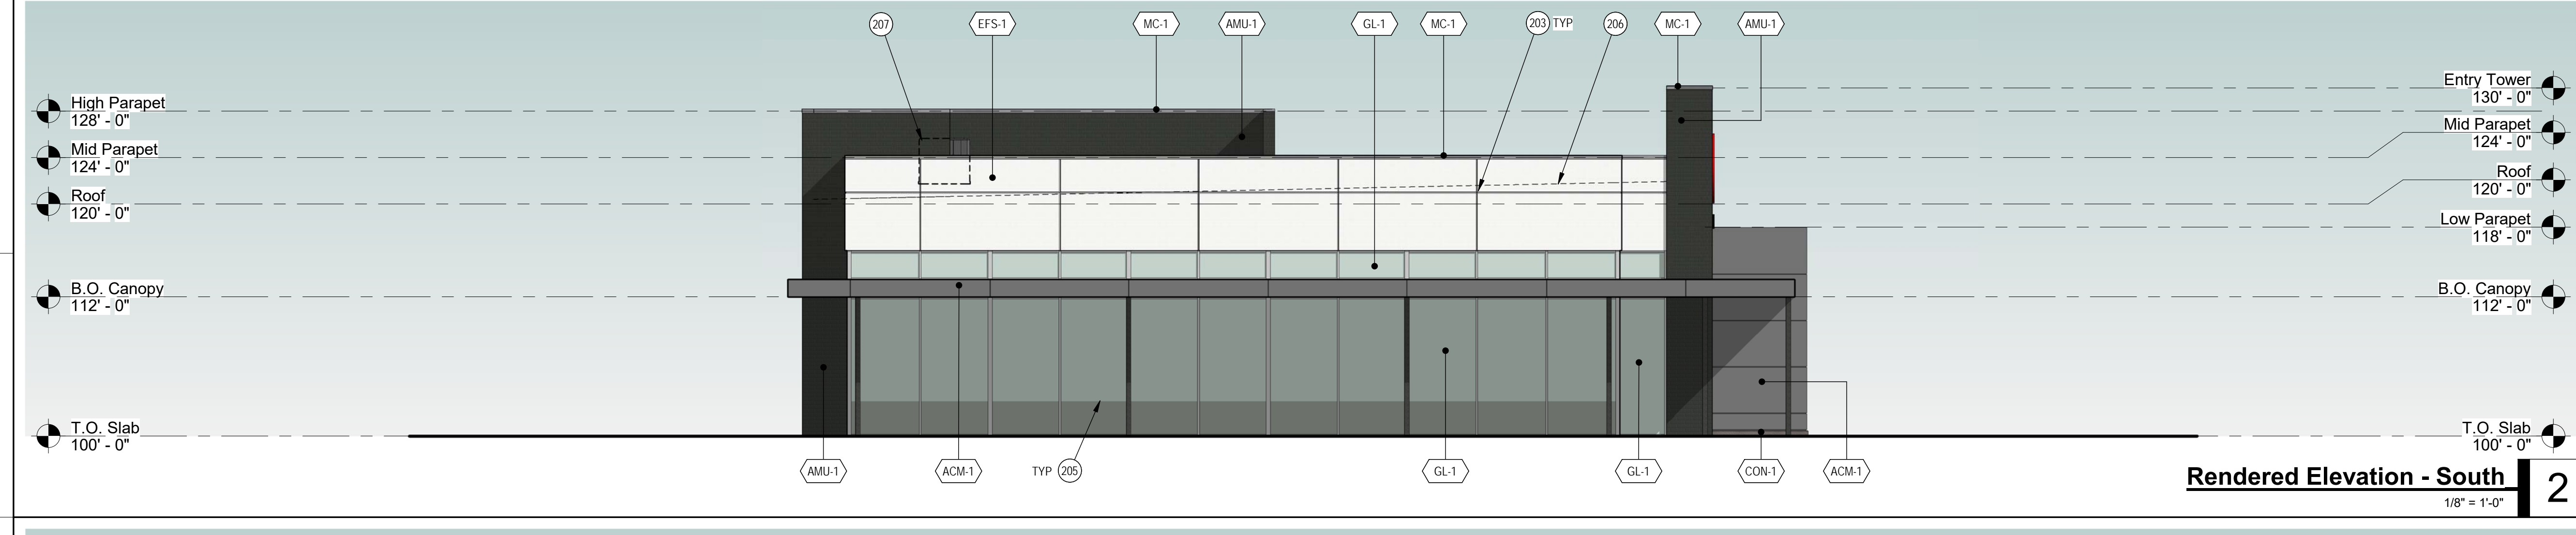 207
EFS-1
MC-1
AMU-1
GL-1
MC-1
203 TYP
206
MC-1
AMU-1
High Parapet
128' - 0"
Mid Parapet
124' - 0"
Roof
120' - 0"
B.O. Canopy
112' - 0"
T.O. Slab
100' - 0"
Entry Tower
130' - 0"
Mid Parapet
124' - 0"
Roof
120' - 0"
Low Parapet
118' - 0"
B.O. Canopy
112' - 0"
T.O. Slab
100' - 0"
AMU-1
ACM-1
TYP 205
GL-1
GL-1
CON-1
ACM-1
Rendered Elevation - South
1/8" = 1'-0"
2